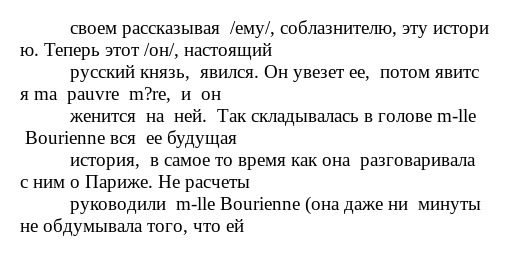 своем рассказывая  /ему/, соблазнителю, эту истори
ю. Теперь этот /он/, настоящий
русский князь,  явился. Он увезет ее,  потом явитс
я ma  pauvre  m?re,  и  он
женится  на  ней.  Так складывалась в голове m-lle
 Bourienne вся  ее будущая
история,  в самое то время как она  разговаривала
с ним о Париже. Не расчеты
руководили  m-lle Bourienne (она даже ни  минуты
не обдумывала того, что ей